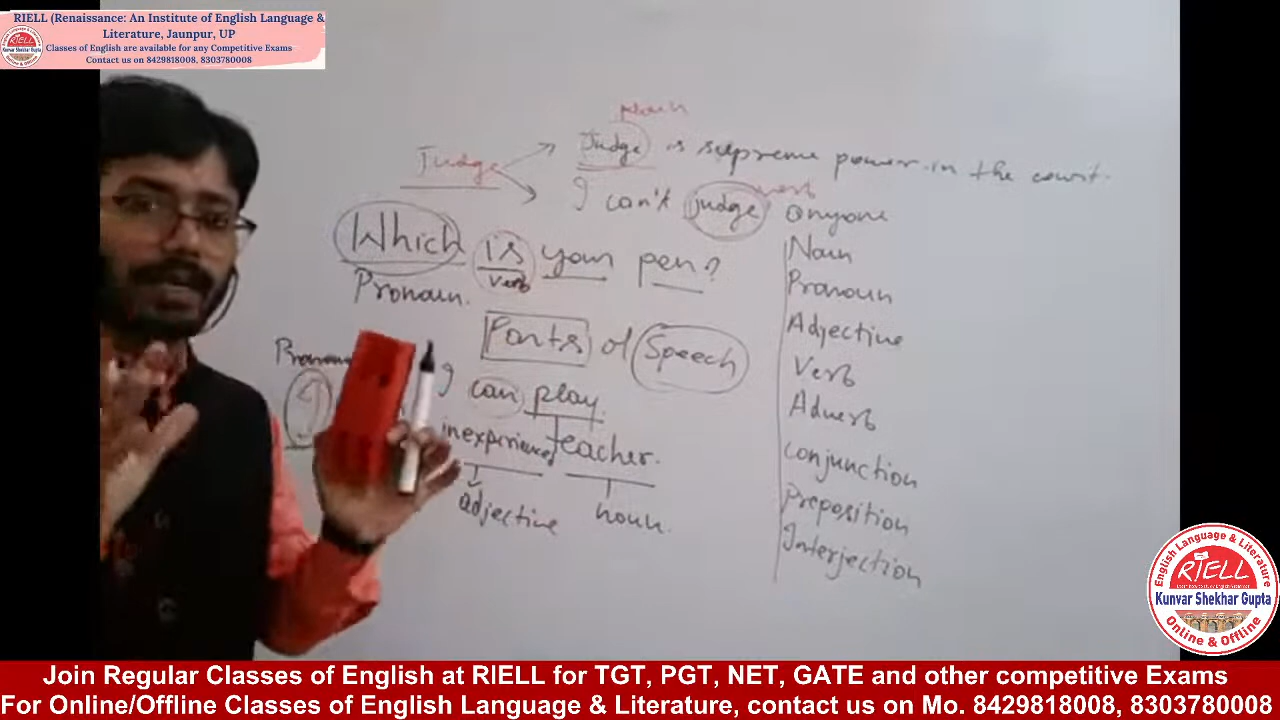 RIELL (Renaissance: An Institute of English Language &
Literature, Jaunpur, UP
Classes of English are available for any Competitive Exams
Contact us on 8429818008, 8303780008
noun
Judge
Judge is supreme power in the court.
verb
I can't judge anyone
Which is your pen?
verb
Pronoun.
Parts of Speech
Pronoun
I can play.
I
inexperienced teacher.
adjective
noun.
Noun
Pronoun
Adjective
Verb
Adverb
Conjunction
Preposition
Interjection
English Language & Literature
RIELL
Kunvar Shekhar Gupta
Online & Offline
Join Regular Classes of English at RIELL for TGT, PGT, NET, GATE and other competitive Exams
For Online/Offline Classes of English Language & Literature, contact us on Mo. 8429818008, 8303780008